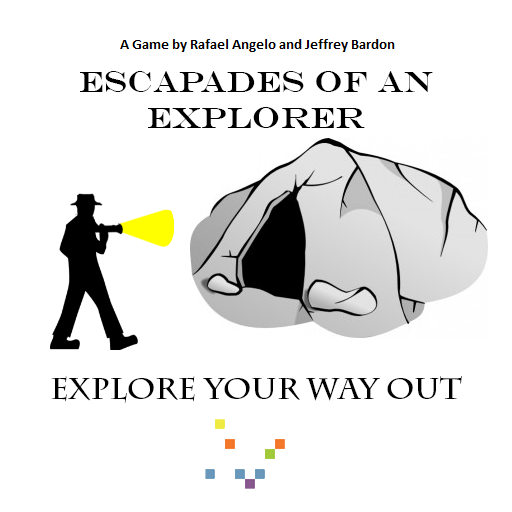 A Game by Rafael Angelo and Jeffrey Bardon
ESCAPADES OF AN
EXPLORER
EXPLORE YOUR WAY OUT